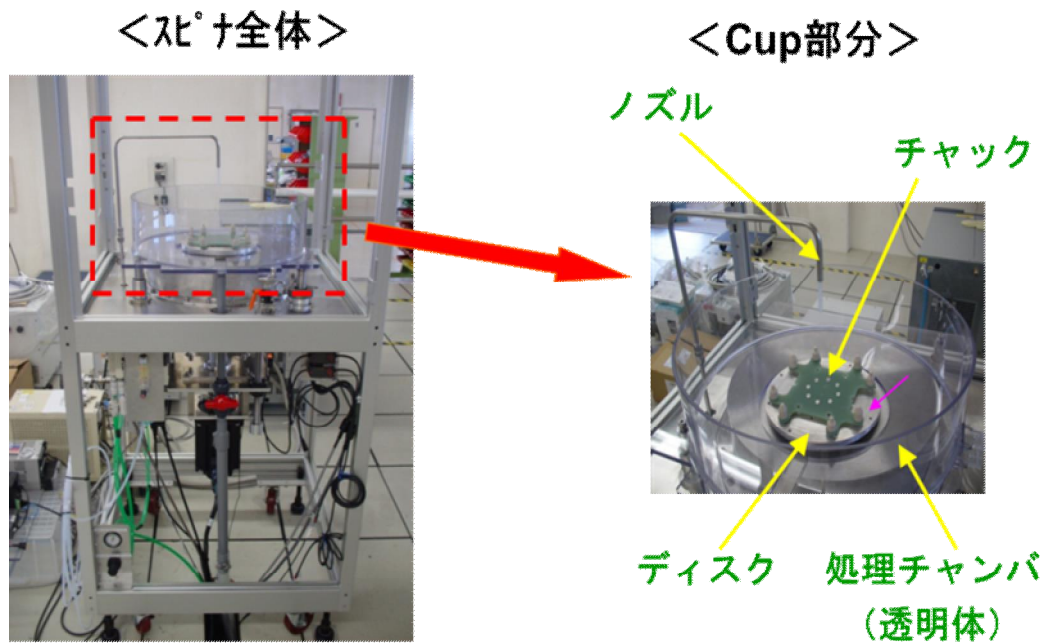 ＜ｽﾋﾟﾅ全体＞
＜Cup部分＞
ノズル
チャック
ディスク
処理チャンバ
（透明体）